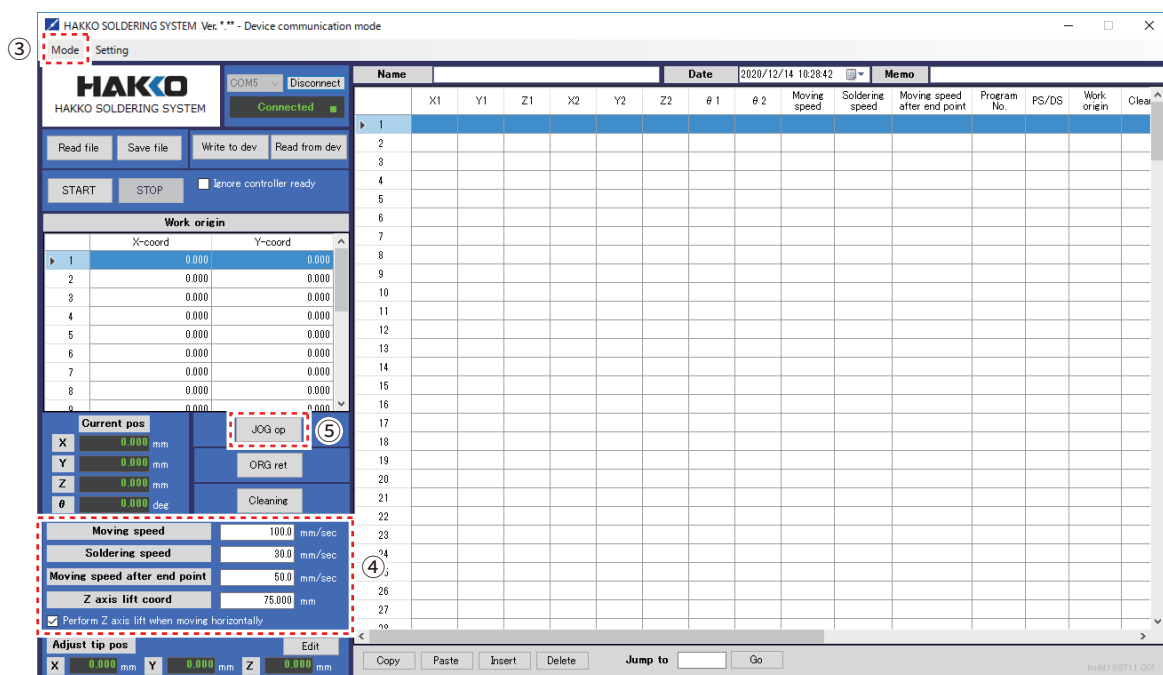 HAKKO SOLDERING SYSTEM Ver. *.** - Device communication mode
③ Mode Setting
HAKKO
HAKKO SOLDERING SYSTEM
COM5 Disconnect
Connected
Name Date 2020/12/14 10:28:42 Memo
Read file Save file Write to dev Read from dev
START STOP Ignore controller ready
Work origin
X-coord Y-coord
1 0.000 0.000
2 0.000 0.000
3 0.000 0.000
4 0.000 0.000
5 0.000 0.000
6 0.000 0.000
7 0.000 0.000
8 0.000 0.000
9 0.000 0.000
Current pos
X 0.000 mm
Y 0.000 mm
Z 0.000 mm
θ 0.000 deg
JOG op ⑤
ORG ret
Cleaning
Moving speed 100.0 mm/sec
Soldering speed 30.0 mm/sec
Moving speed after end point 50.0 mm/sec
Z axis lift coord 75.000 mm
Perform Z axis lift when moving horizontally
④
Adjust tip pos Edit
X 0.000 mm Y 0.000 mm Z 0.000 mm
X1 Y1 Z1 X2 Y2 Z2 θ 1 θ 2 Moving speed Soldering speed Moving speed after end point Program No. PS/DS Work origin
1
2
3
4
5
6
7
8
9
10
11
12
13
14
15
16
17
18
19
20
21
22
23
26
27
Copy Paste Insert Delete Jump to Go
build180711.001